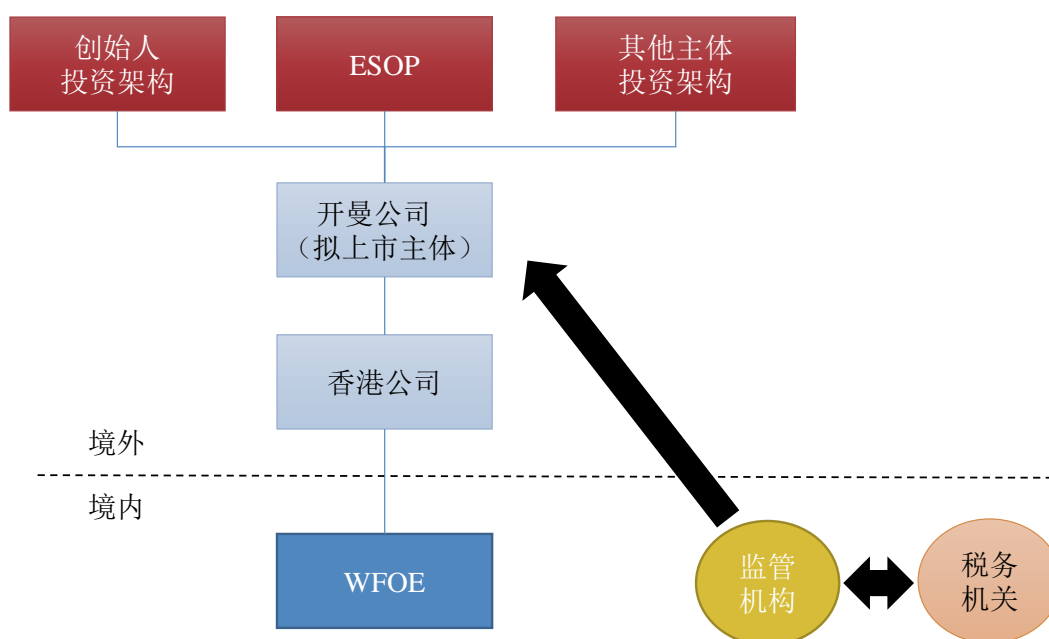 创始人
投资架构
ESOP
其他主体
投资架构
开曼公司
（拟上市主体）
香港公司
境外
境内
WFOE
监管
机构
税务
机关